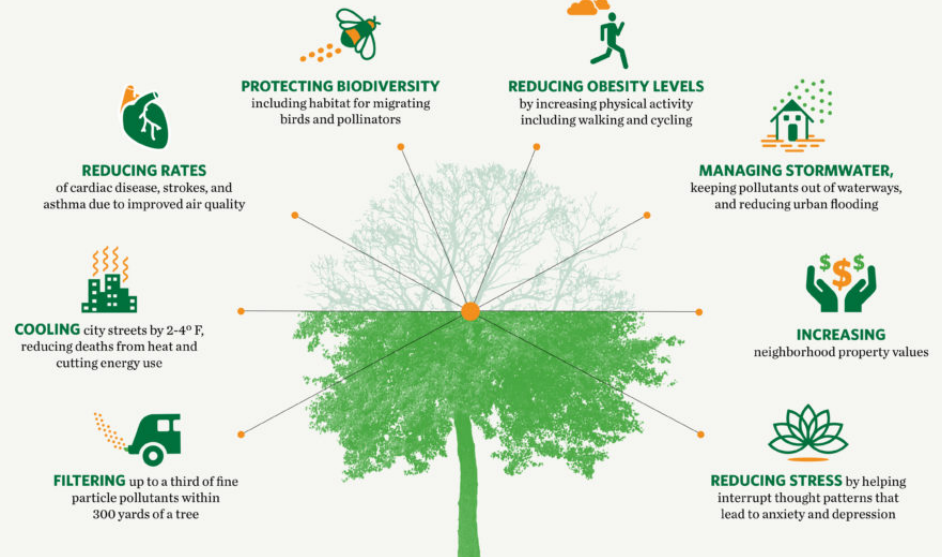 PROTECTING BIODIVERSITY
including habitat for migrating
birds and pollinators
REDUCING OBESITY LEVELS
by increasing physical activity
including walking and cycling
REDUCING RATES
of cardiac disease, strokes, and
asthma due to improved air quality
MANAGING STORMWATER,
keeping pollutants out of waterways,
and reducing urban flooding
COOLING city streets by 2-4º F,
reducing deaths from heat and
cutting energy use
$ $ $
INCREASING
neighborhood property values
FILTERING up to a third of fine
particle pollutants within
300 yards of a tree
REDUCING STRESS by helping
interrupt thought patterns that
lead to anxiety and depression